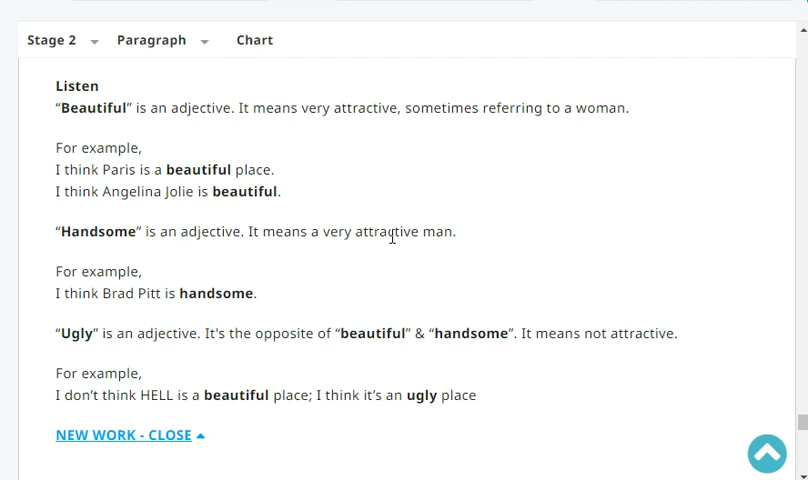 Stage 2 Paragraph Chart
Listen
“Beautiful” is an adjective. It means very attractive, sometimes referring to a woman.
For example,
I think Paris is a beautiful place.
I think Angelina Jolie is beautiful.
“Handsome” is an adjective. It means a very attractive man.
For example,
I think Brad Pitt is handsome.
“Ugly” is an adjective. It's the opposite of “beautiful” & “handsome”. It means not attractive.
For example,
I don’t think HELL is a beautiful place; I think it’s an ugly place
NEW WORK - CLOSE